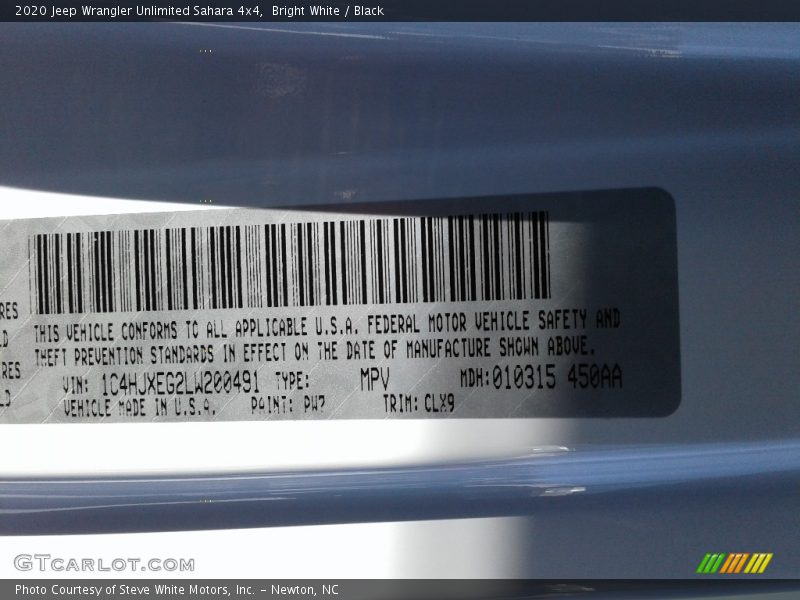 2020 Jeep Wrangler Unlimited Sahara 4x4, Bright White / Black
RES
THIS VEHICLE CONFORMS TO ALL APPLICABLE U.S.A. FEDERAL MOTOR VEHICLE SAFETY AND
THEFT PREVENTION STANDARDS IN EFFECT ON THE DATE OF MANUFACTURE SHOWN ABOVE.
RES
VIN: 1C4HJXEG2LW200491 TYPE: MPV MDH:010315 450AA
VEHICLE MADE IN U.S.A. PAINT: PW7 TRIM: CLX9
GTCARLOT.COM
Photo Courtesy of Steve White Motors, Inc. – Newton, NC